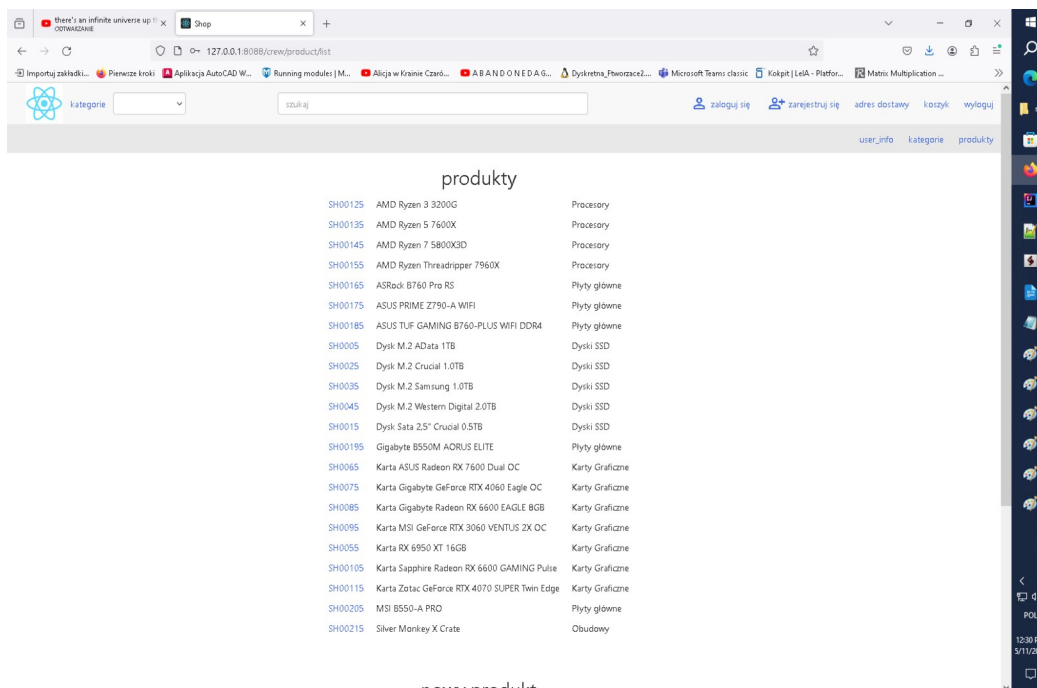 there's an infinite universe up th
ODTWARZANIE
Shop
127.0.0.1:8088/crew/product/list
Importuj zakładki...
Pierwsze kroki
Aplikacja AutoCAD W...
Running modules | M...
Alicja w Krainie Czaró...
A B A N D O N E D A G...
Dyskretna_Ftworzace2....
Microsoft Teams classic
Kokpit | LeIA - Platfor...
Matrix Multiplication ...
kategorie
szukaj
zaloguj się
zarejestruj się
adres dostawy
koszyk
wyloguj
user_info
kategorie
produkty
produkty
SH00125 AMD Ryzen 3 3200G Procesory
SH00135 AMD Ryzen 5 7600X Procesory
SH00145 AMD Ryzen 7 5800X3D Procesory
SH00155 AMD Ryzen Threadripper 7960X Procesory
SH00165 ASRock B760 Pro RS Płyty główne
SH00175 ASUS PRIME Z790-A WIFI Płyty główne
SH00185 ASUS TUF GAMING B760-PLUS WIFI DDR4 Płyty główne
SH0005 Dysk M.2 AData 1TB Dyski SSD
SH0025 Dysk M.2 Crucial 1.0TB Dyski SSD
SH0035 Dysk M.2 Samsung 1.0TB Dyski SSD
SH0045 Dysk M.2 Western Digital 2.0TB Dyski SSD
SH0015 Dysk Sata 2,5" Crucial 0.5TB Dyski SSD
SH00195 Gigabyte B550M AORUS ELITE Płyty główne
SH0065 Karta ASUS Radeon RX 7600 Dual OC Karty Graficzne
SH0075 Karta Gigabyte GeForce RTX 4060 Eagle OC Karty Graficzne
SH0085 Karta Gigabyte Radeon RX 6600 EAGLE 8GB Karty Graficzne
SH0095 Karta MSI GeForce RTX 3060 VENTUS 2X OC Karty Graficzne
SH0055 Karta RX 6950 XT 16GB Karty Graficzne
SH00105 Karta Sapphire Radeon RX 6600 GAMING Pulse Karty Graficzne
SH00115 Karta Zotac GeForce RTX 4070 SUPER Twin Edge Karty Graficzne
SH00205 MSI B550-A PRO Płyty główne
SH00215 Silver Monkey X Crate Obudowy
nowy produkt
POL
12:30 P
5/11/20